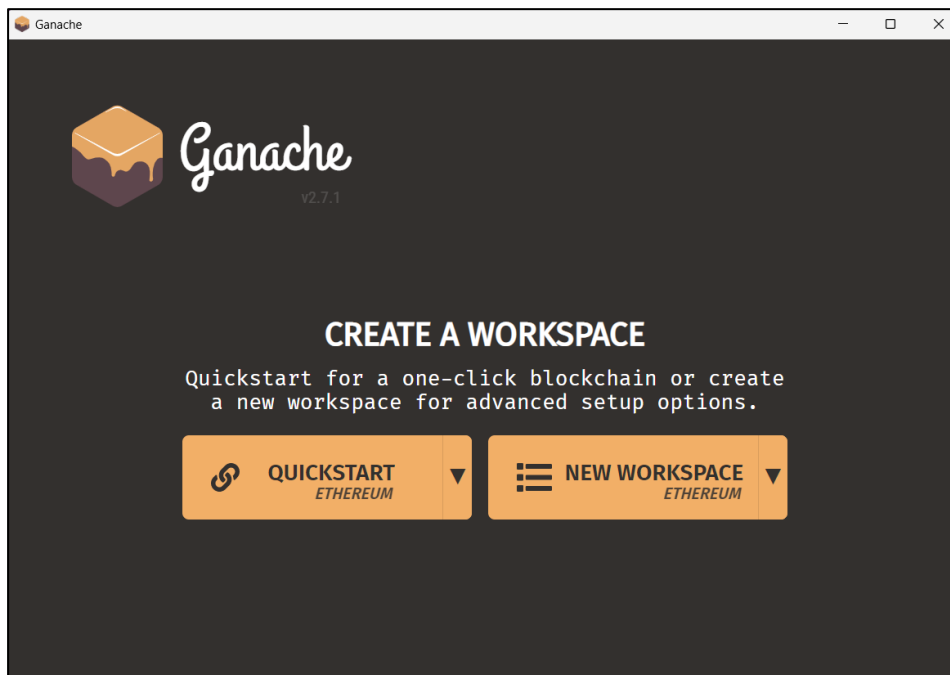 Ganache
Ganache
v2.7.1
CREATE A WORKSPACE
Quickstart for a one-click blockchain or create
a new workspace for advanced setup options.
QUICKSTART
ETHEREUM
NEW WORKSPACE
ETHEREUM